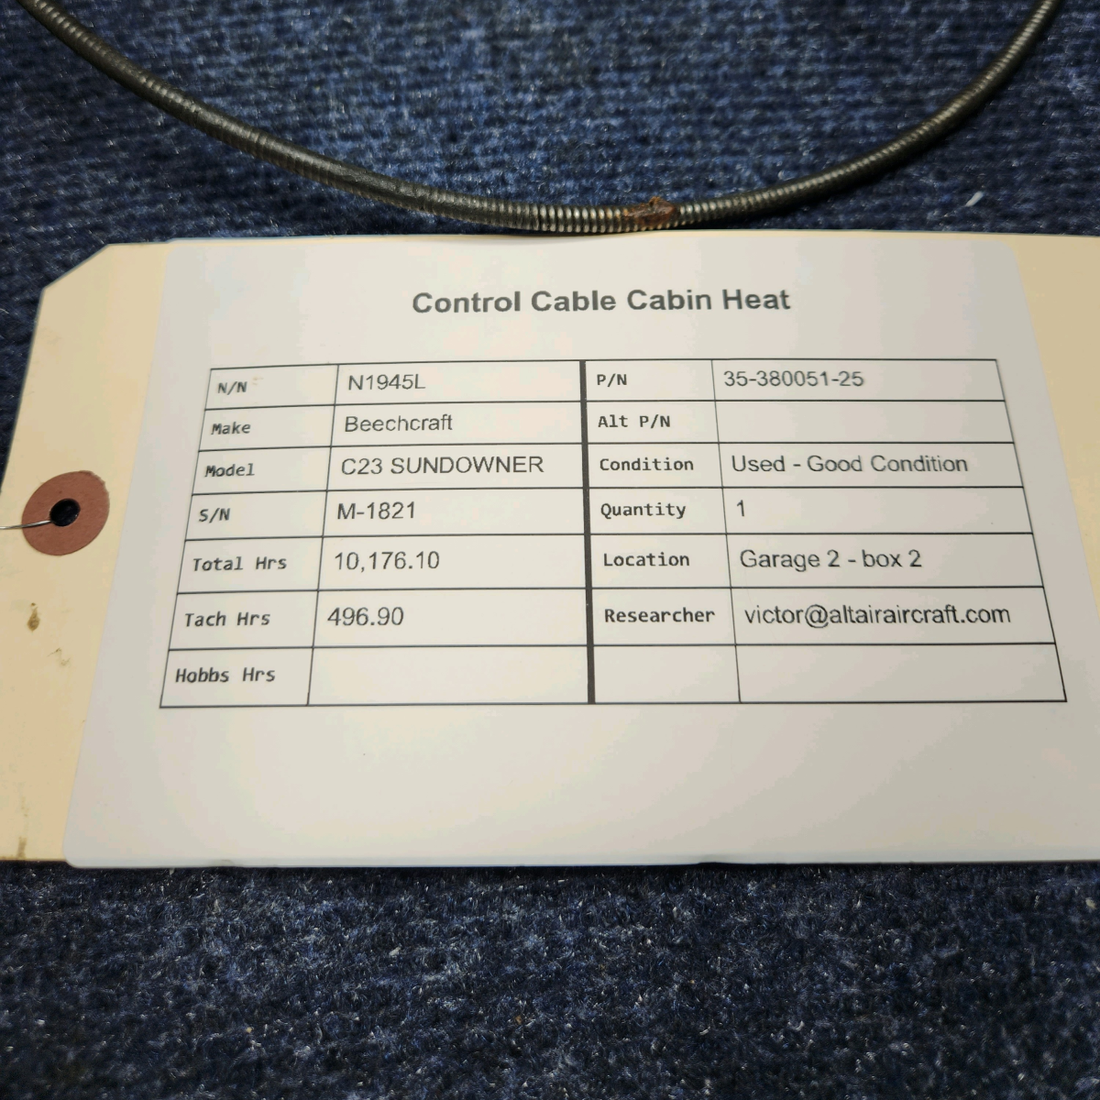 Control Cable Cabin Heat
N/N N1945L P/N 35-380051-25
Make Beechcraft Alt P/N
Model C23 SUNDOWNER Condition Used - Good Condition
S/N M-1821 Quantity 1
Total Hrs 10,176.10 Location Garage 2 - box 2
Tach Hrs 496.90 Researcher victor@altairaircraft.com
Hobbs Hrs